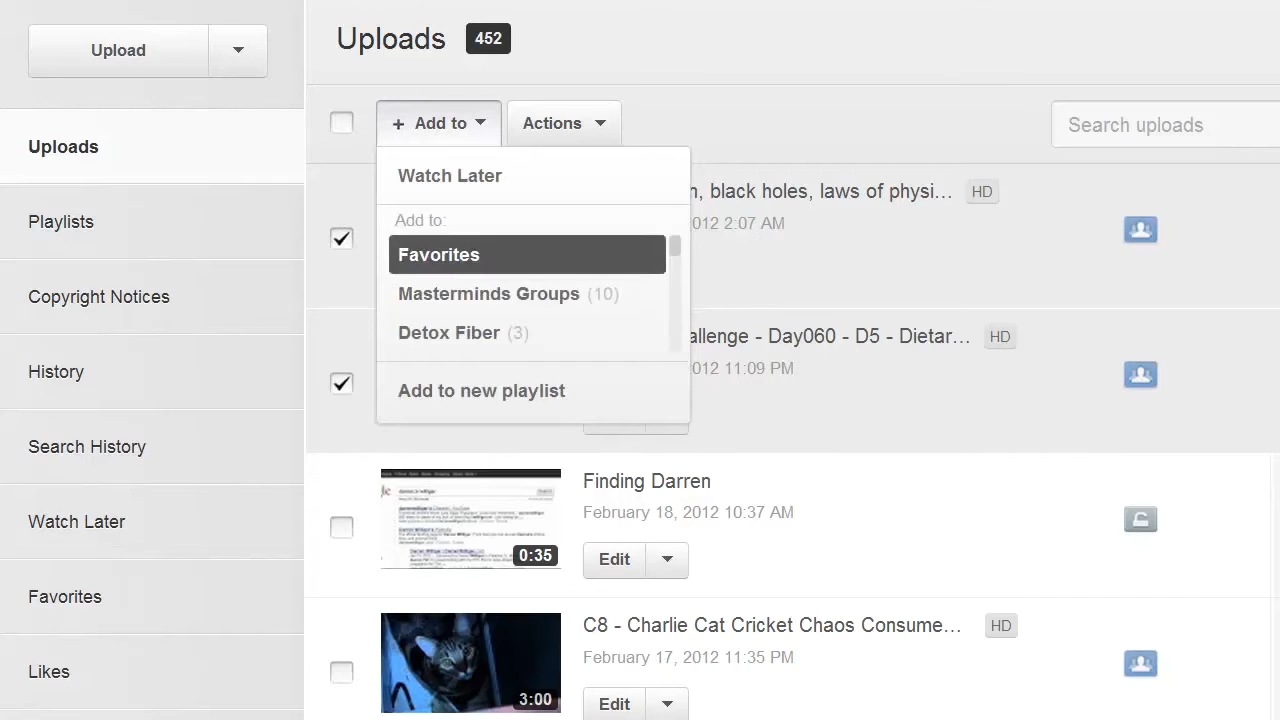 Upload
Uploads 452
+ Add to
Actions
Search uploads
Uploads
Playlists
Copyright Notices
History
Search History
Watch Later
Favorites
Likes
Watch Later
Add to:
Favorites
Masterminds Groups (10)
Detox Fiber (3)
Add to new playlist
, black holes, laws of physi... HD
012 2:07 AM
allenge - Day060 - D5 - Dietar... HD
012 11:09 PM
Finding Darren
February 18, 2012 10:37 AM
0:35
Edit
C8 - Charlie Cat Cricket Chaos Consume... HD
February 17, 2012 11:35 PM
3:00
Edit